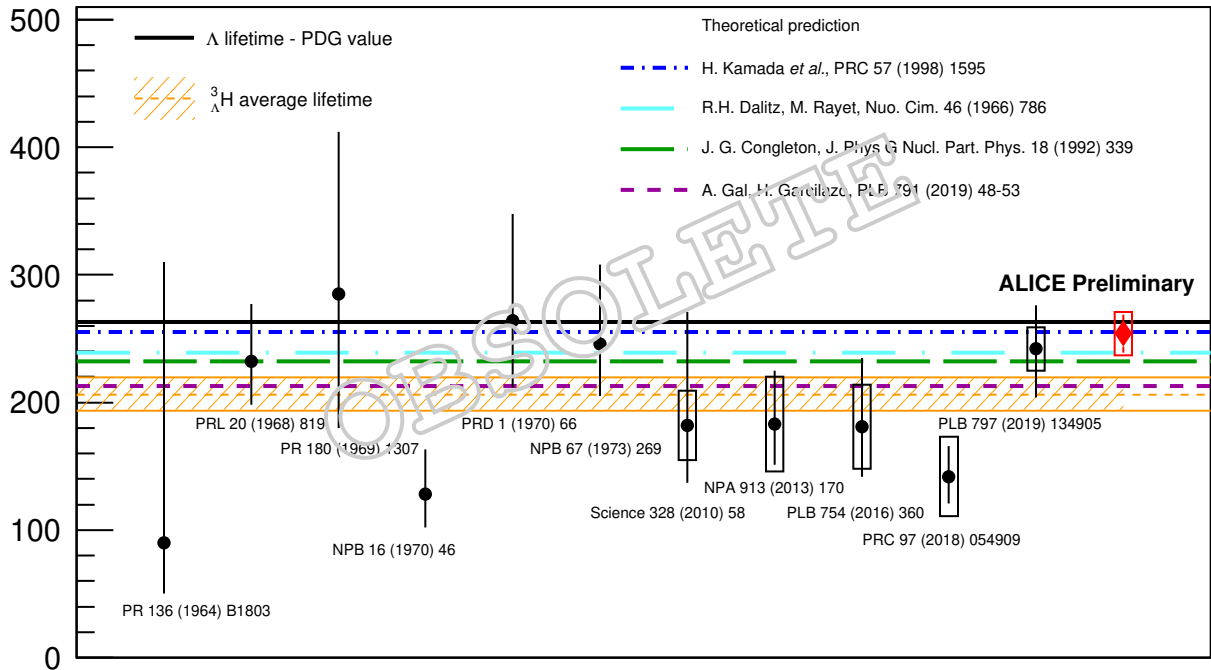 500
400
300
200
100
0
Λ lifetime - PDG value
³ΛH average lifetime
Theoretical prediction
H. Kamada et al., PRC 57 (1998) 1595
R.H. Dalitz, M. Rayet, Nuo. Cim. 46 (1966) 786
J. G. Congleton, J. Phys G Nucl. Part. Phys. 18 (1992) 339
A. Gal, H. Garcilazo, PLB 791 (2019) 48-53
OBSOLETE
ALICE Preliminary
PRL 20 (1968) 819
PRD 1 (1970) 66
PLB 797 (2019) 134905
PR 180 (1969) 1307
NPB 67 (1973) 269
NPA 913 (2013) 170
Science 328 (2010) 58
PLB 754 (2016) 360
PRC 97 (2018) 054909
NPB 16 (1970) 46
PR 136 (1964) B1803